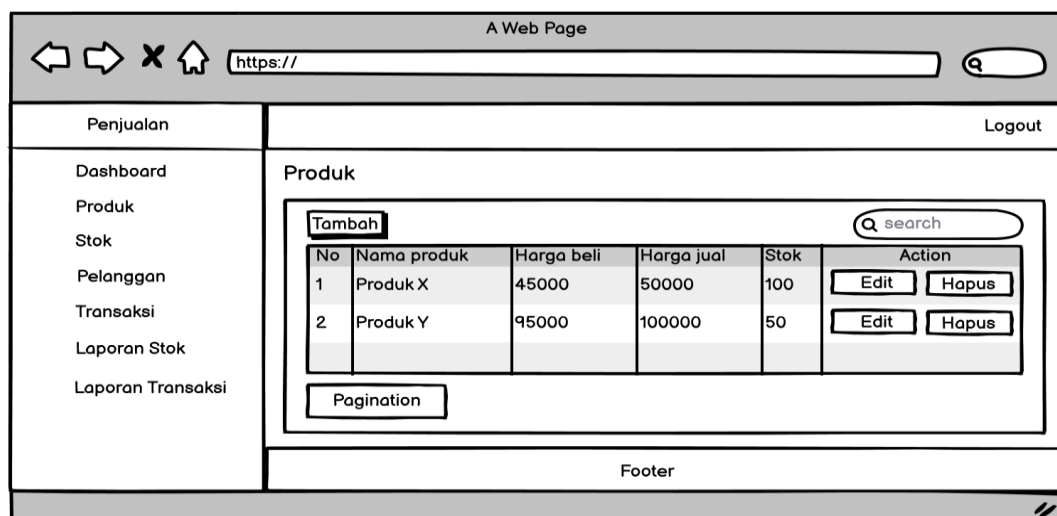 A Web Page
https://
Penjualan
Logout
Dashboard
Produk
Stok
Pelanggan
Transaksi
Laporan Stok
Laporan Transaksi
Produk
Tambah
search
No Nama produk Harga beli Harga jual Stok Action
1 Produk X 45000 50000 100 Edit Hapus
2 Produk Y 95000 100000 50 Edit Hapus
Pagination
Footer